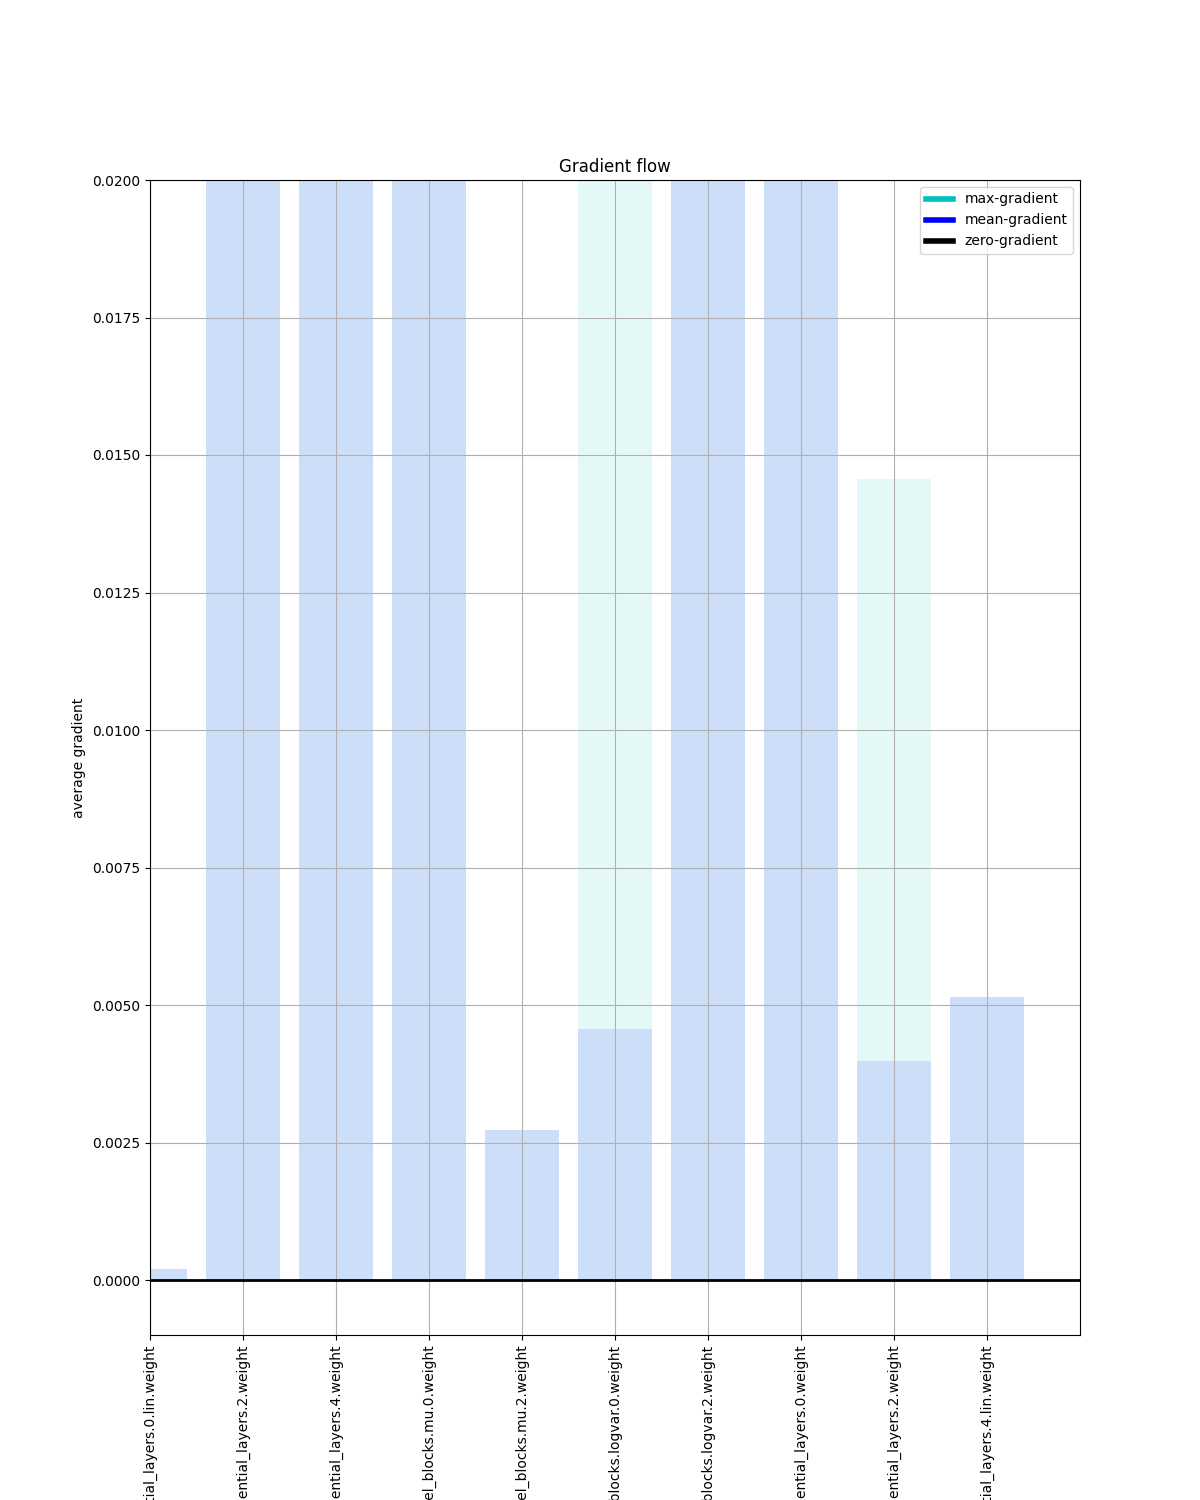 Gradient flow
max-gradient
mean-gradient
zero-gradient
0.0200
0.0175
0.0150
0.0125
0.0100
0.0075
0.0050
0.0025
0.0000
average gradient
tial_layers.0.lin.weight
ential_layers.2.weight
ential_layers.4.weight
el_blocks.mu.0.weight
el_blocks.mu.2.weight
blocks.logvar.0.weight
blocks.logvar.2.weight
ential_layers.0.weight
ential_layers.2.weight
tial_layers.4.lin.weight